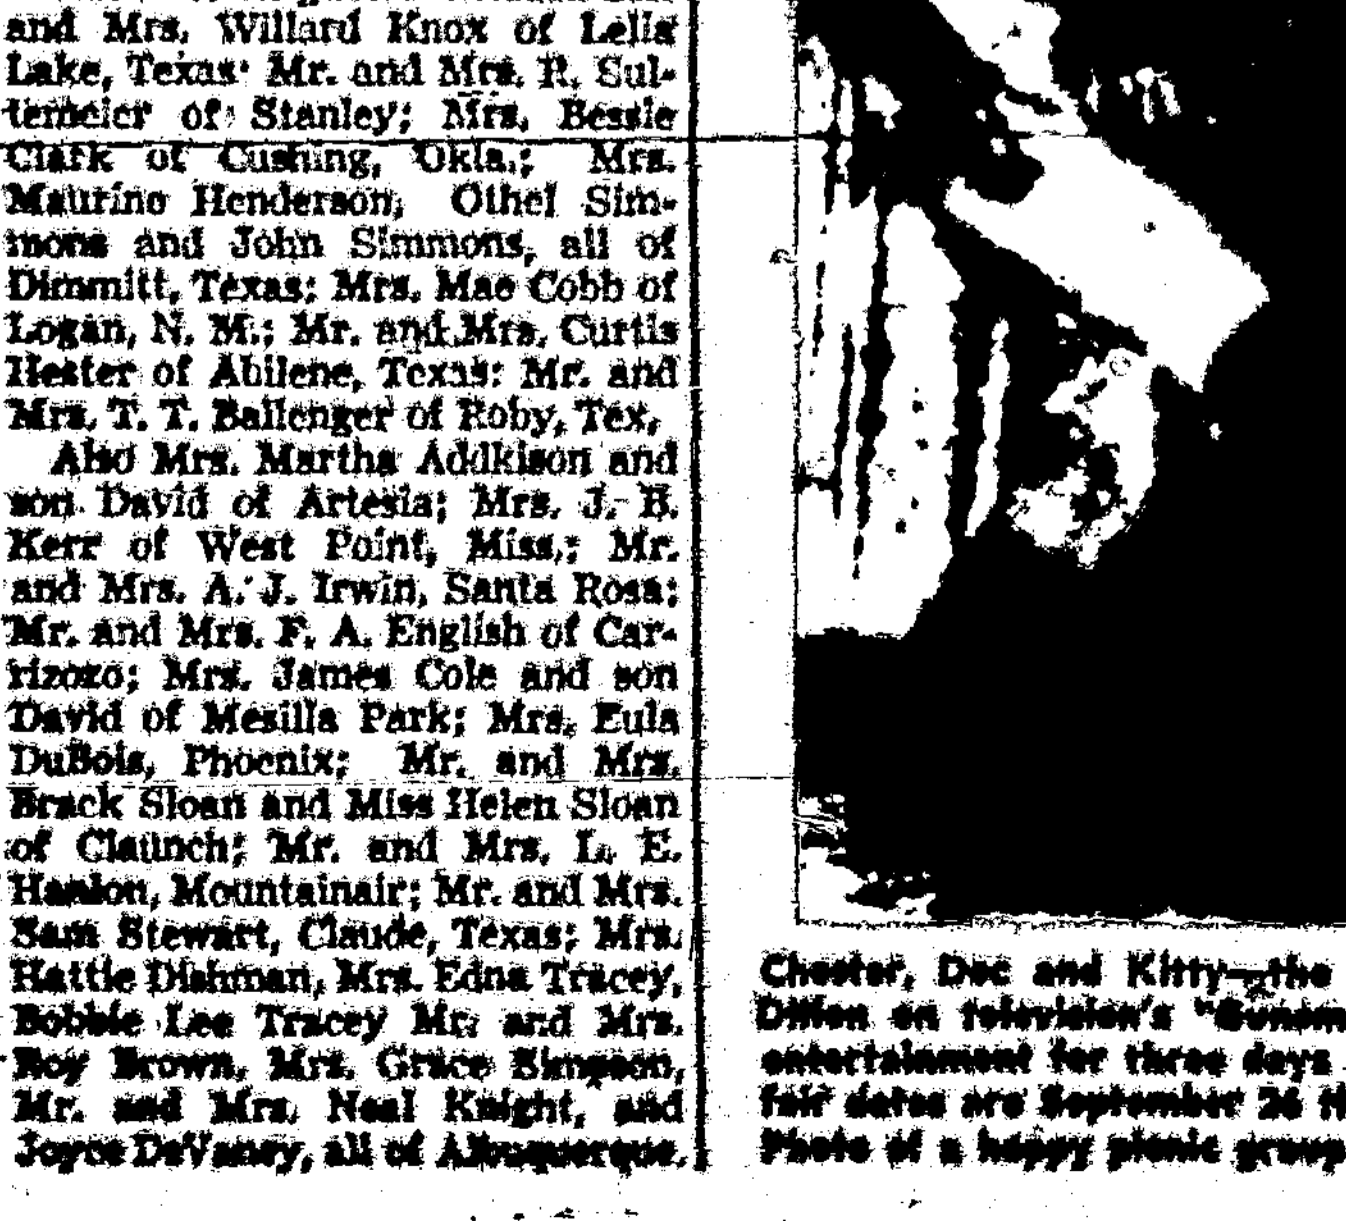 and Mrs. Willard Knox of Lella
Lake, Texas; Mr. and Mrs. R. Sul-
temeier of Stanley; Mrs. Bessie
Clark of Cushing, Okla.; Mrs.
Maurine Henderson, Othel Sim-
mons and John Simmons, all of
Dimmitt, Texas; Mrs. Mae Cobb of
Logan, N. M.; Mr. and Mrs. Curtis
Hester of Abilene, Texas; Mr. and
Mrs. T. T. Ballenger of Roby, Tex.
Also Mrs. Martha Addkison and
son David of Artesia; Mrs. J. B.
Kerr of West Point, Miss.; Mr.
and Mrs. A. J. Irwin, Santa Rosa;
Mr. and Mrs. F. A. English of Car-
rizozo; Mrs. James Cole and son
David of Mesilla Park; Mrs. Eula
DuBois, Phoenix; Mr. and Mrs.
Brack Sloan and Miss Helen Sloan
of Claunch; Mr. and Mrs. L. E.
Hanlon, Mountainair; Mr. and Mrs.
Sam Stewart, Claude, Texas; Mrs.
Hattie Dishman, Mrs. Edna Tracey,
Bobbie Lee Tracey Mr. and Mrs.
Roy Brown, Mrs. Grace Simpson,
Mr. and Mrs. Neal Knight, and
Joyce DeVaney, all of Albuquerque.
Chester, Doc and Kitty—the
Dillon on television's "Gunsm
entertainment for three days
fair dates are September 26 th
Photo of a happy picnic group